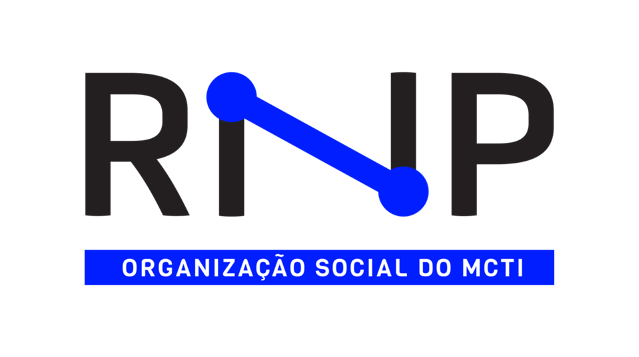 RNP
ORGANIZAÇÃO SOCIAL DO MCTI